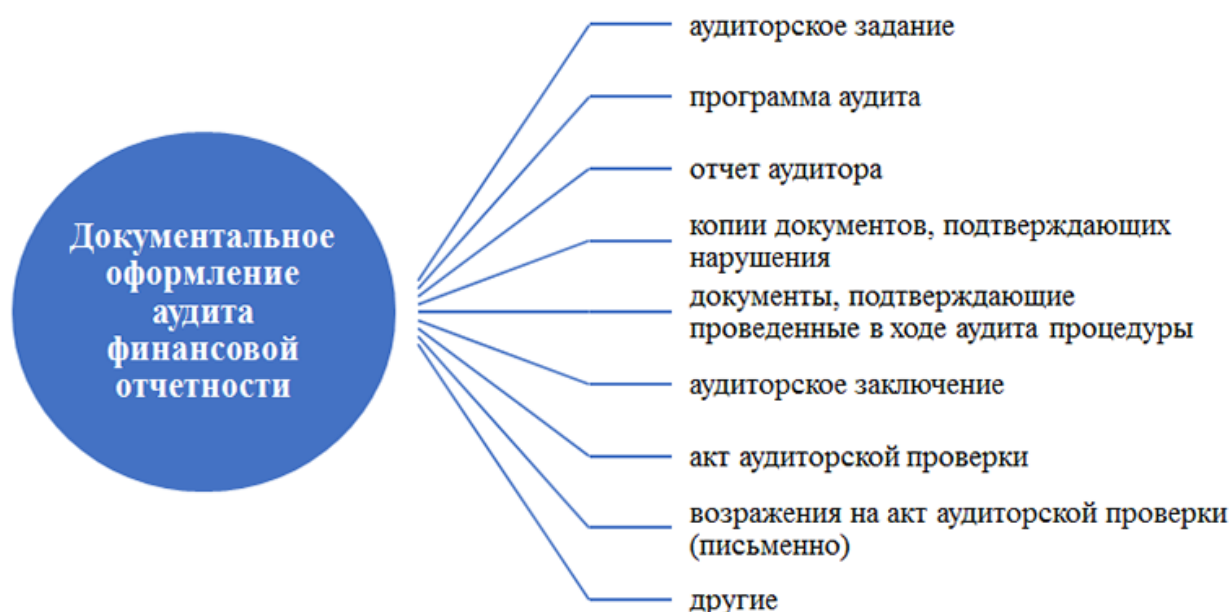 Документальное
оформление
аудита
финансовой
отчетности
аудиторское задание
программа аудита
отчет аудитора
копии документов, подтверждающих
нарушения
документы, подтверждающие
проведенные в ходе аудита процедуры
аудиторское заключение
акт аудиторской проверки
возражения на акт аудиторской проверки
(письменно)
другие